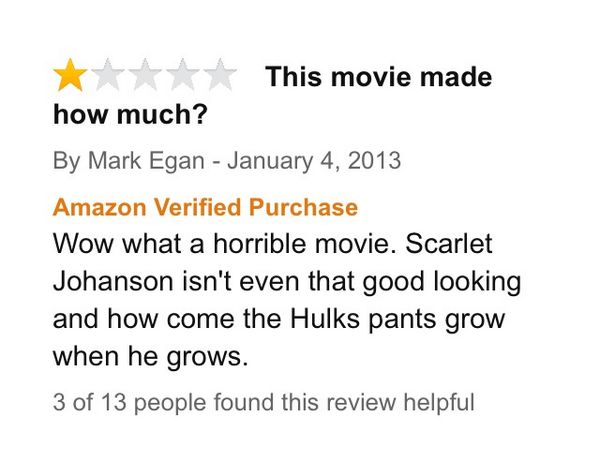 This movie made
how much?
By Mark Egan - January 4, 2013
Amazon Verified Purchase
Wow what a horrible movie. Scarlet
Johanson isn't even that good looking
and how come the Hulks pants grow
when he grows.
3 of 13 people found this review helpful